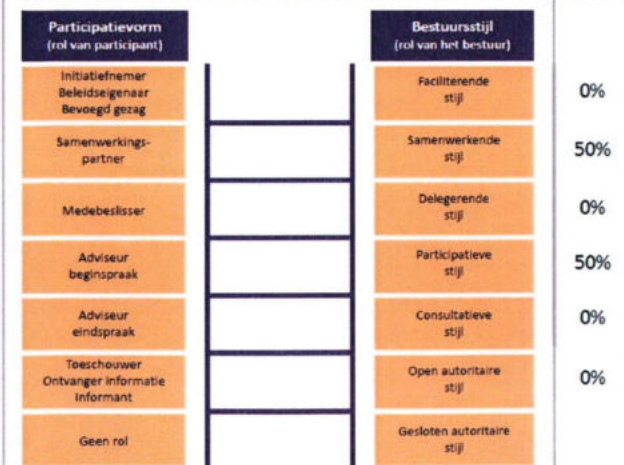 Participatievorm
(rol van participant)
Bestuursstijl
(rol van het bestuur)
Initiatiefnemer
Beleidseigenaar
Bevoegd gezag
Faciliterende
stijl
0%
Samenwerkings-
partner
Samenwerkende
stijl
50%
Medebeslisser
Delegerende
stijl
0%
Adviseur
beginspraak
Participatieve
stijl
50%
Adviseur
eindspraak
Consultatieve
stijl
0%
Toeschouwer
Ontvanger informatie
Informant
Open autoritaire
stijl
0%
Geen rol
Gesloten autoritaire
stijl